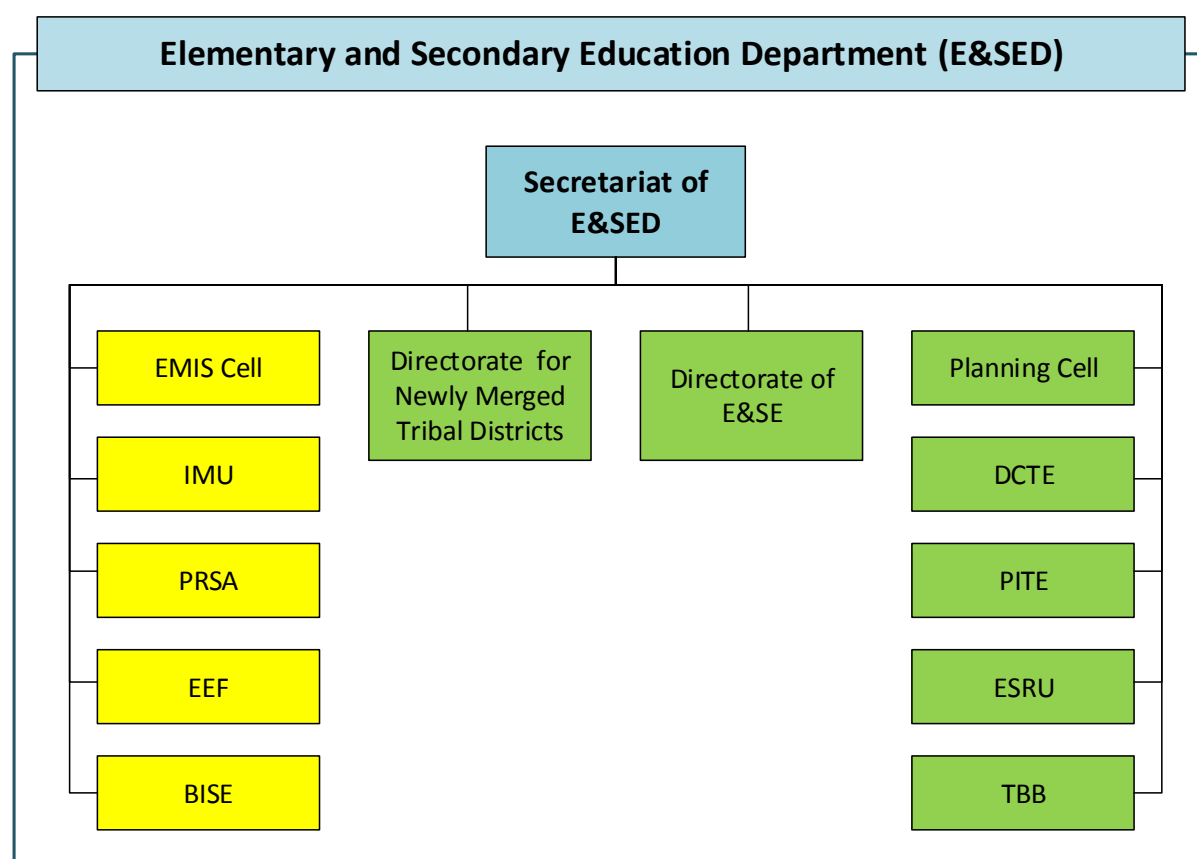 Elementary and Secondary Education Department (E&SED)
Secretariat of
E&SED
EMIS Cell
Directorate for
Newly Merged
Tribal Districts
Directorate of
E&SE
Planning Cell
IMU
DCTE
PRSA
PITE
EEF
ESRU
BISE
TBB